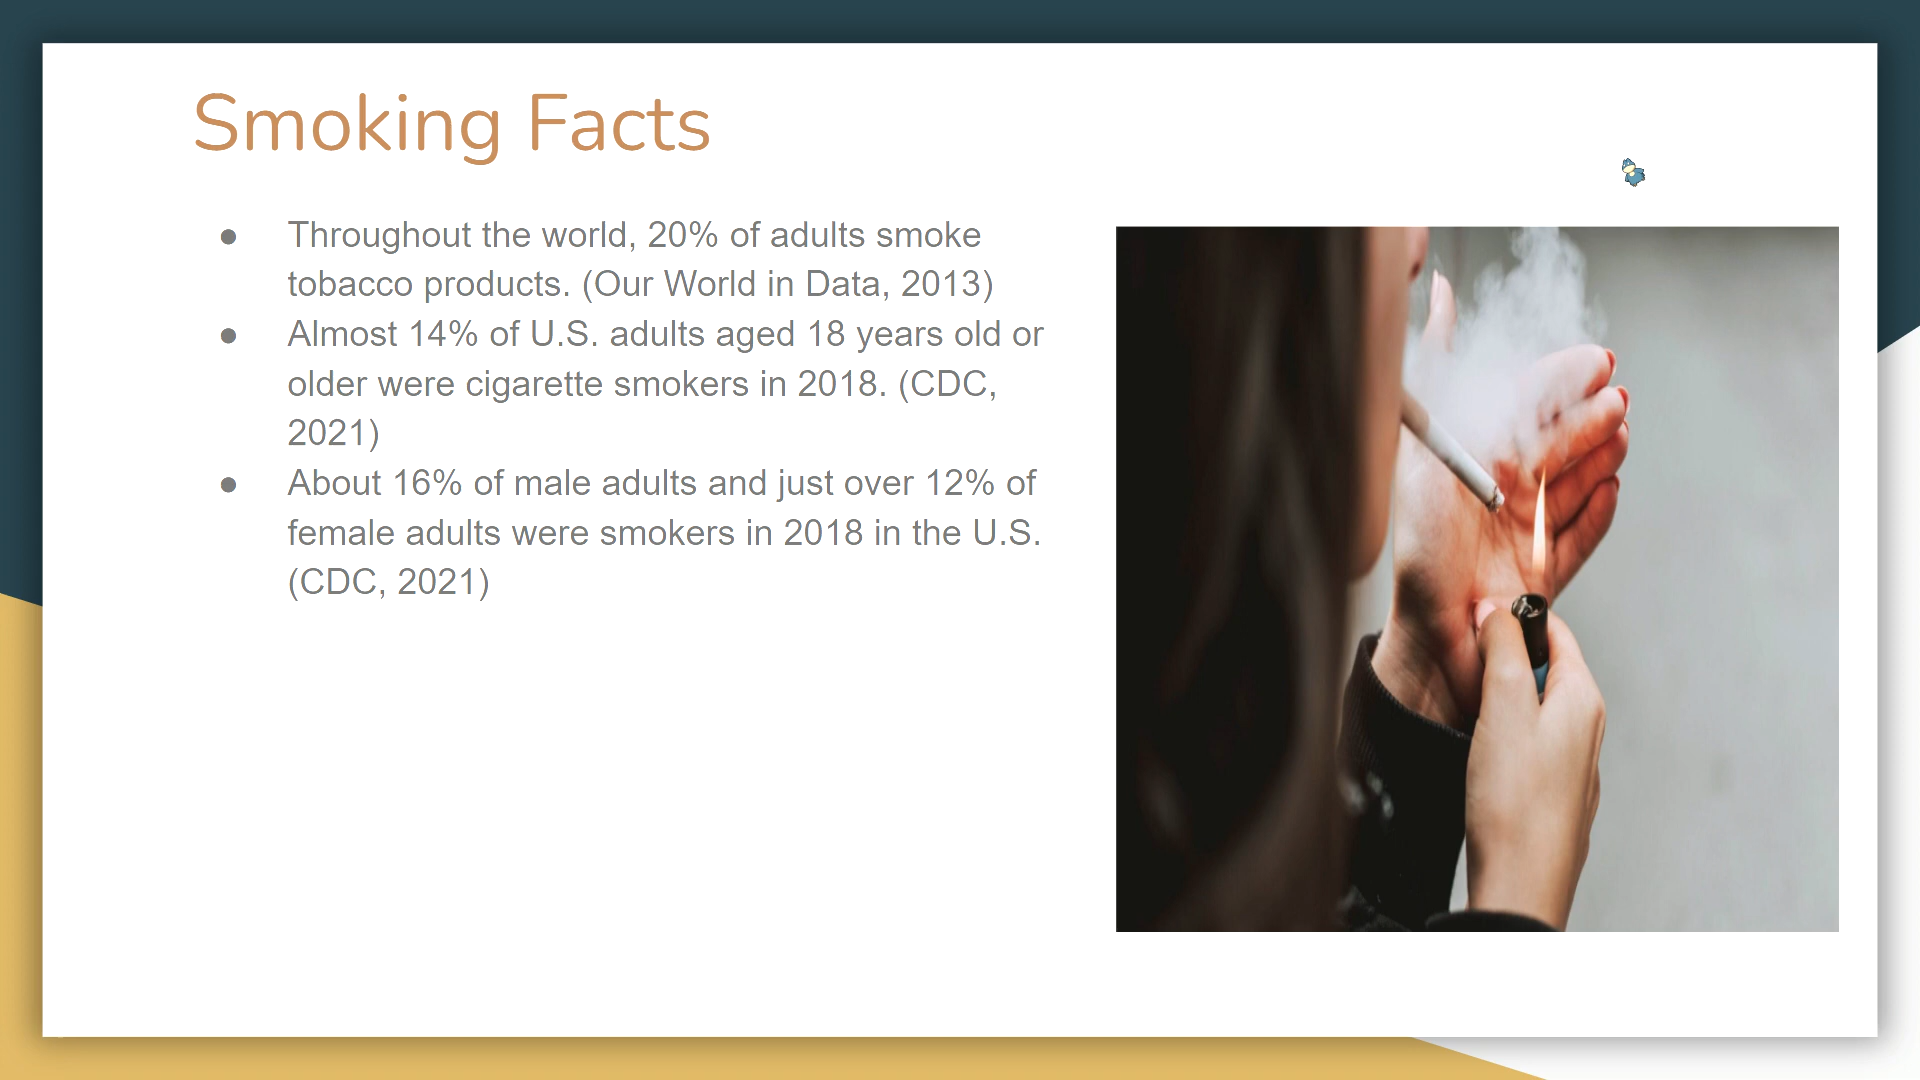 Smoking Facts
● Throughout the world, 20% of adults smoke
tobacco products. (Our World in Data, 2013)
● Almost 14% of U.S. adults aged 18 years old or
older were cigarette smokers in 2018. (CDC,
2021)
● About 16% of male adults and just over 12% of
female adults were smokers in 2018 in the U.S.
(CDC, 2021)